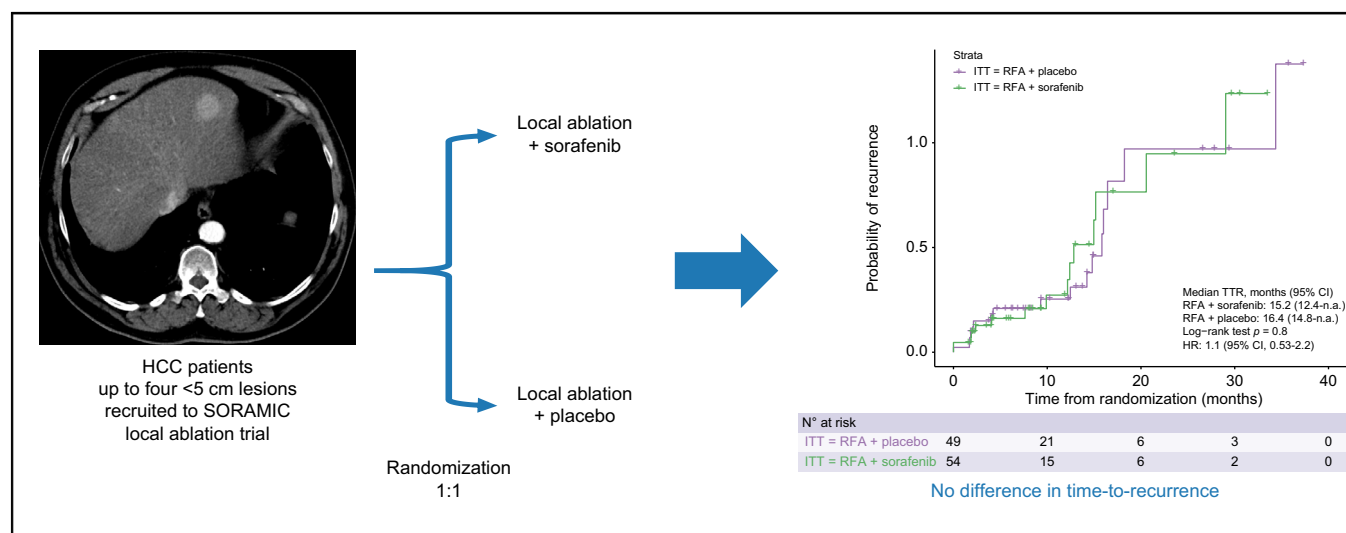 HCC patients
up to four <5 cm lesions
recruited to SORAMIC
local ablation trial
Local ablation
+ sorafenib
Local ablation
+ placebo
Randomization
1:1
Strata
ITT = RFA + placebo
ITT = RFA + sorafenib
Probability of recurrence
1.0
0.5
0.0
Median TTR, months (95% CI)
RFA + sorafenib: 15.2 (12.4-n.a.)
RFA + placebo: 16.4 (14.8-n.a.)
Log−rank test p = 0.8
HR: 1.1 (95% CI, 0.53-2.2)
0 10 20 30 40
Time from randomization (months)
N° at risk
ITT = RFA + placebo 49 21 6 3 0
ITT = RFA + sorafenib 54 15 6 2 0
No difference in time-to-recurrence